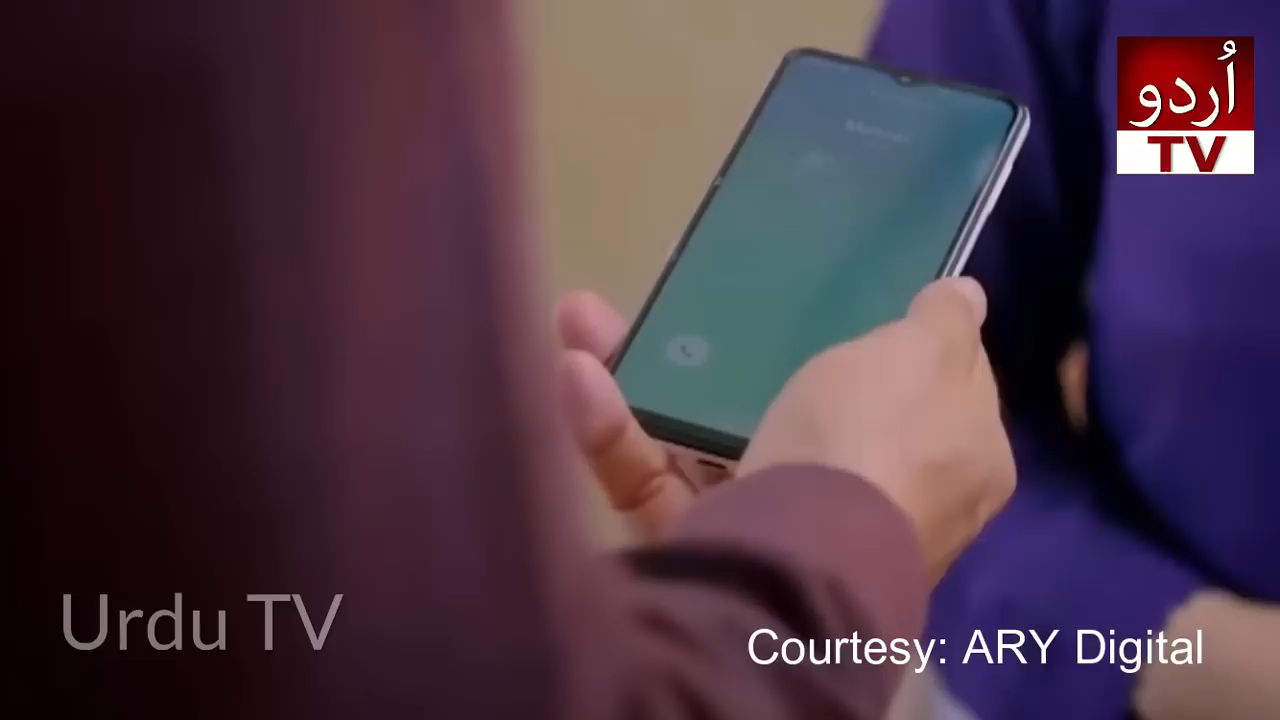 اُردو
TV
Urdu TV
Courtesy: ARY Digital